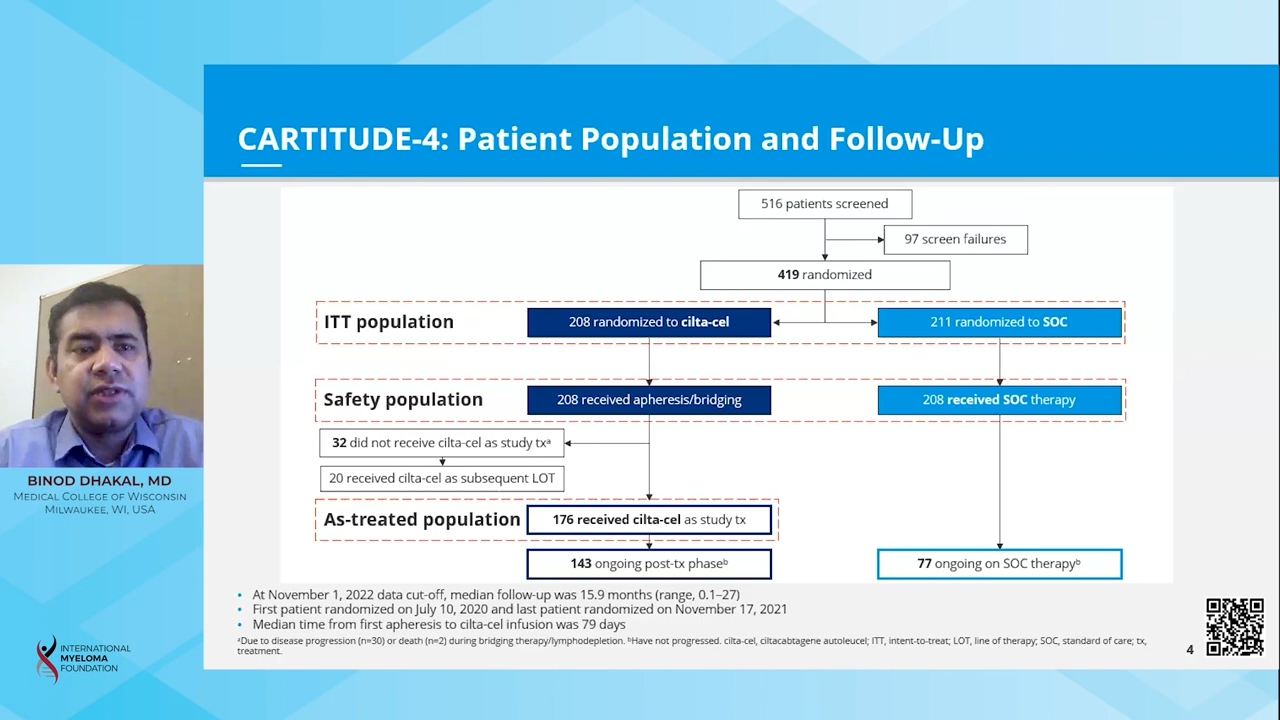 CARTITUDE-4: Patient Population and Follow-Up
516 patients screened
97 screen failures
419 randomized
ITT population
208 randomized to cilta-cel
211 randomized to SOC
Safety population
208 received apheresis/bridging
208 received SOC therapy
32 did not receive cilta-cel as study txᵃ
20 received cilta-cel as subsequent LOT
As-treated population
176 received cilta-cel as study tx
143 ongoing post-tx phaseᵇ
77 ongoing on SOC therapyᵇ
• At November 1, 2022 data cut-off, median follow-up was 15.9 months (range, 0.1–27)
• First patient randomized on July 10, 2020 and last patient randomized on November 17, 2021
• Median time from first apheresis to cilta-cel infusion was 79 days
ᵃDue to disease progression (n=30) or death (n=2) during bridging therapy/lymphodepletion. ᵇHave not progressed. cilta-cel, ciltacabtagene autoleucel; ITT, intent-to-treat; LOT, line of therapy; SOC, standard of care; tx,
treatment.
4
BINOD DHAKAL, MD
MEDICAL COLLEGE OF WISCONSIN
MILWAUKEE, WI, USA
INTERNATIONAL
MYELOMA
FOUNDATION